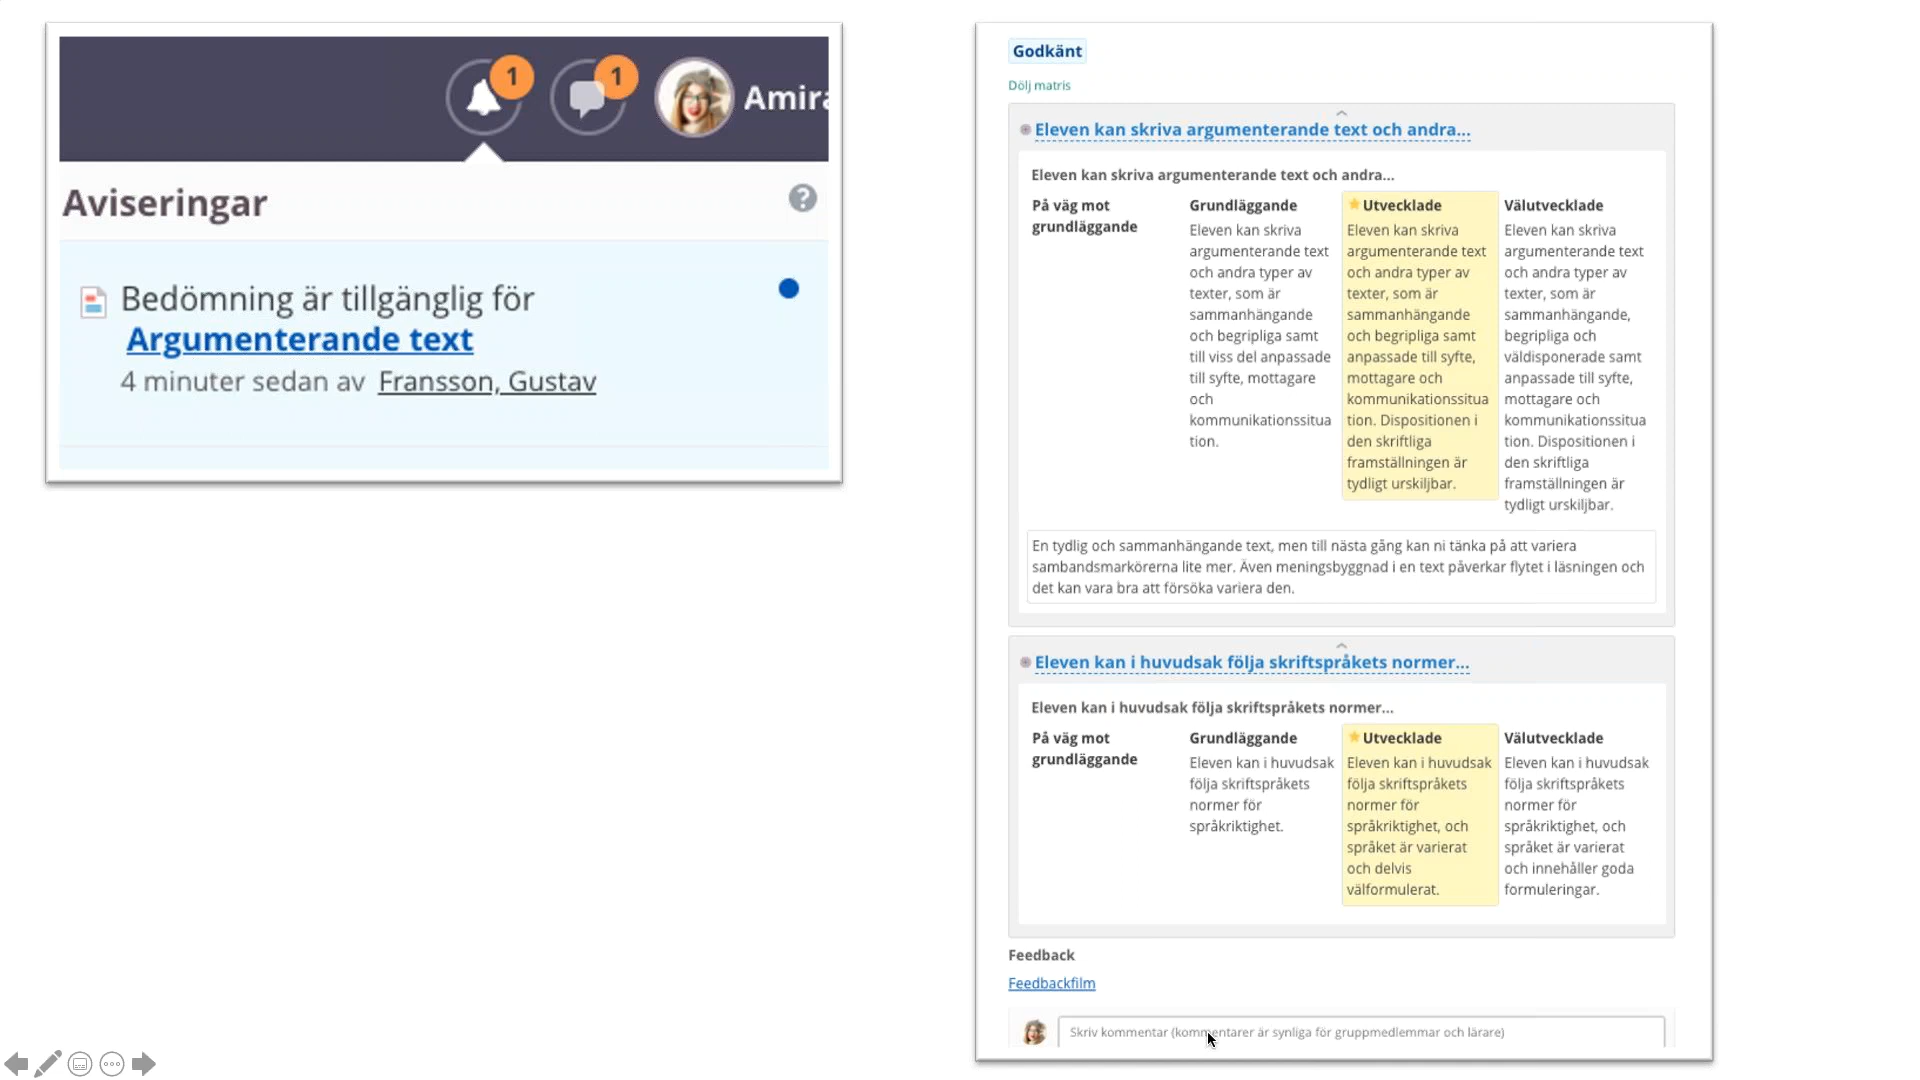 1
1
Amira
Aviseringar
?
Bedömning är tillgänglig för
Argumenterande text
4 minuter sedan av Fransson, Gustav
Godkänt
Dölj matris
Eleven kan skriva argumenterande text och andra...
Eleven kan skriva argumenterande text och andra...
På väg mot
grundläggande
Grundläggande
Eleven kan skriva
argumenterande text
och andra typer av
texter, som är
sammanhängande
och begripliga samt
till viss del anpassade
till syfte, mottagare
och
kommunikationssitua
tion.
Utvecklade
Eleven kan skriva
argumenterande text
och andra typer av
texter, som är
sammanhängande
och begripliga samt
anpassade till syfte,
mottagare och
kommunikationssitua
tion. Dispositionen i
den skriftliga
framställningen är
tydligt urskiljbar.
Välutvecklade
Eleven kan skriva
argumenterande text
och andra typer av
texter, som är
sammanhängande,
begripliga och
väldisponerade samt
anpassade till syfte,
mottagare och
kommunikationssitua
tion. Dispositionen i
den skriftliga
framställningen är
tydligt urskiljbar.
En tydlig och sammanhängande text, men till nästa gång kan ni tänka på att variera
sambandsmarkörerna lite mer. Även meningsbyggnad i en text påverkar flytet i läsningen och
det kan vara bra att försöka variera den.
Eleven kan i huvudsak följa skriftspråkets normer...
Eleven kan i huvudsak följa skriftspråkets normer...
På väg mot
grundläggande
Grundläggande
Eleven kan i huvudsak
följa skriftspråkets
normer för
språkriktighet.
Utvecklade
Eleven kan i huvudsak
följa skriftspråkets
normer för
språkriktighet, och
språket är varierat
och delvis
välformulerat.
Välutvecklade
Eleven kan i huvudsak
följa skriftspråkets
normer för
språkriktighet, och
språket är varierat
och innehåller goda
formuleringar.
Feedback
Feedbackfilm
Skriv kommentar (kommentarer är synliga för gruppmedlemmar och lärare)